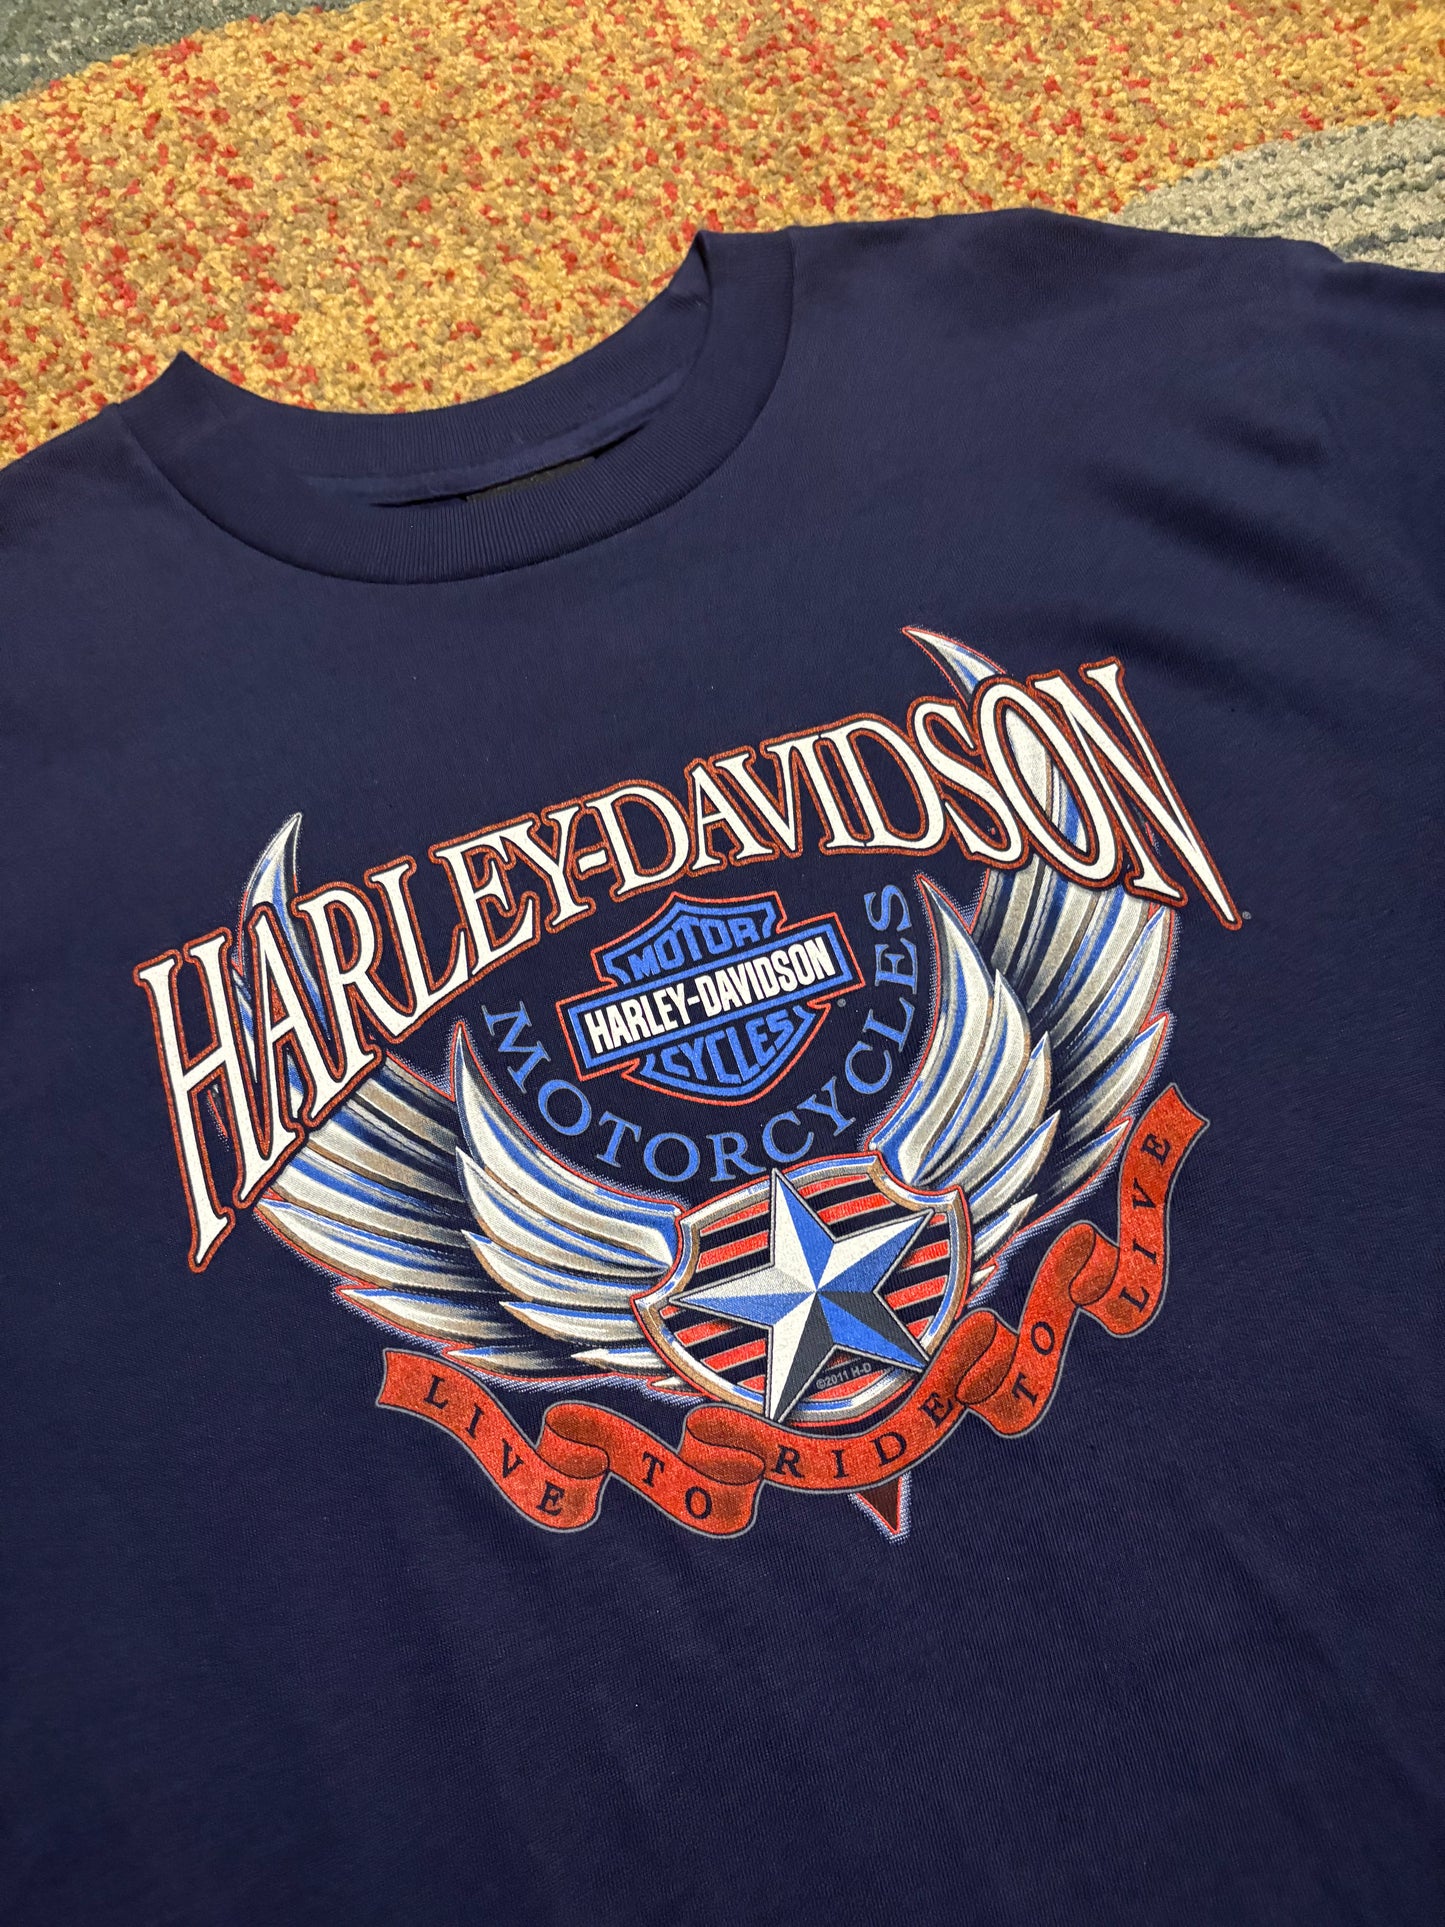 HARLEY-DAVIDSON
MOTOR
HARLEY-DAVIDSON
CYCLES
MOTORCYCLES
©2011 H-D
LIVE TO RIDE TO LIVE